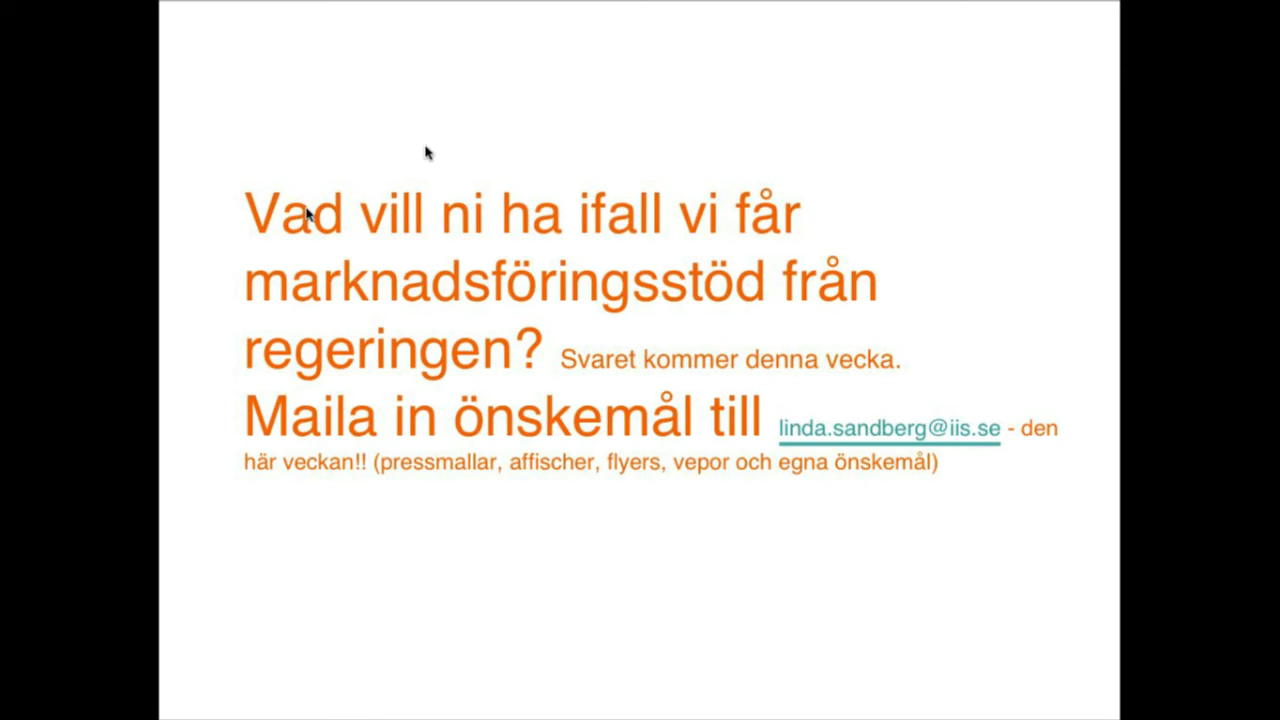 Vad vill ni ha ifall vi får
marknadsföringsstöd från
regeringen? Svaret kommer denna vecka.
Maila in önskemål till linda.sandberg@iis.se - den
här veckan!! (pressmallar, affischer, flyers, vepor och egna önskemål)